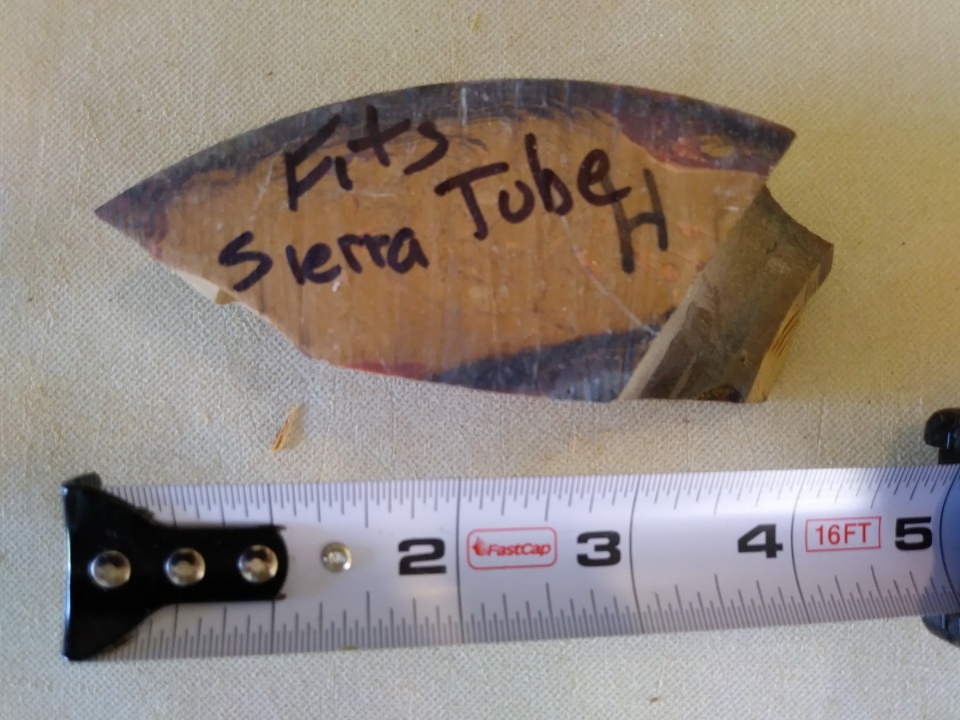 Fits
Sierra Tube H
2 FastCap 3 4 16FT 5